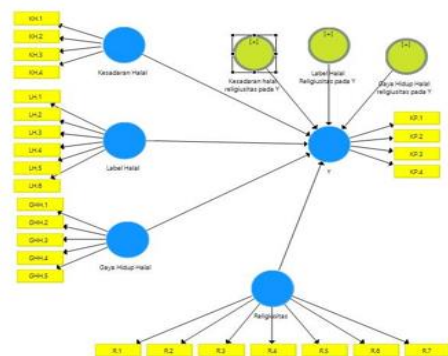 KH.1
KH.2
KH.3
KH.4
Kesadaran Halal
LH.1
LH.2
LH.3
LH.4
LH.5
LH.6
Label Halal
GHH.1
GHH.2
GHH.3
GHH.4
GHH.5
Gaya Hidup Halal
[+]
Kesadaran halal
religiusitas pada Y
[+]
Label Halal
Religiusitas pada Y
[+]
Gaya Hidup Halal
religiusitas pada Y
KP.1
KP.2
KP.3
KP.4
Y
Religiusitas
R.1
R.2
R.3
R.4
R.5
R.6
R.7